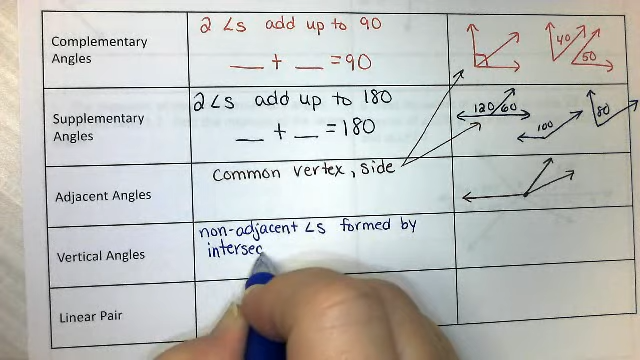 Complementary
Angles
2 ∠s add up to 90
__ + __ = 90
40
50
Supplementary
Angles
2 ∠s add up to 180
__ + __ = 180
120/60
100
80
Adjacent Angles
common vertex, side
Vertical Angles
non-adjacent ∠s formed by
intersec
Linear Pair